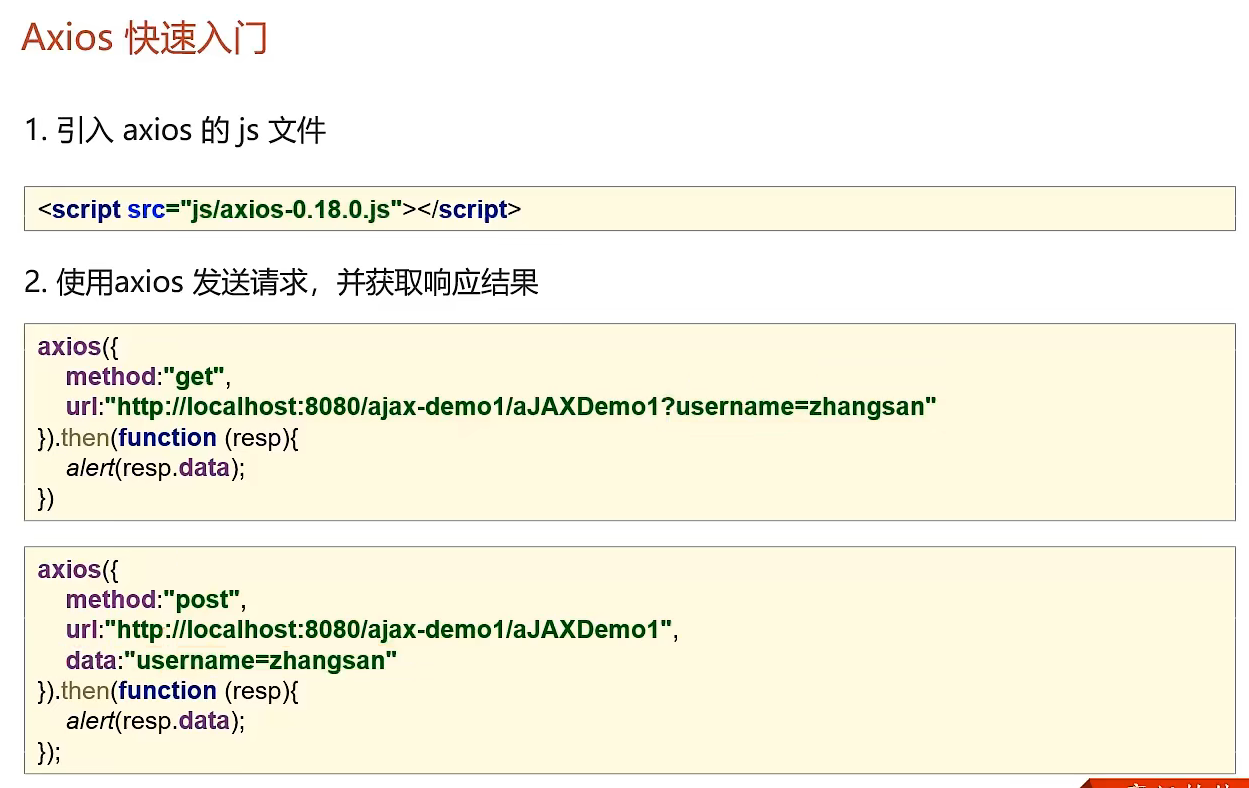 Axios 快速入门
1. 引入 axios 的 js 文件
<script src="js/axios-0.18.0.js"></script>
2. 使用axios 发送请求，并获取响应结果
axios({
    method:"get",
    url:"http://localhost:8080/ajax-demo1/aJAXDemo1?username=zhangsan"
}).then(function (resp){
    alert(resp.data);
})
axios({
    method:"post",
    url:"http://localhost:8080/ajax-demo1/aJAXDemo1",
    data:"username=zhangsan"
}).then(function (resp){
    alert(resp.data);
});